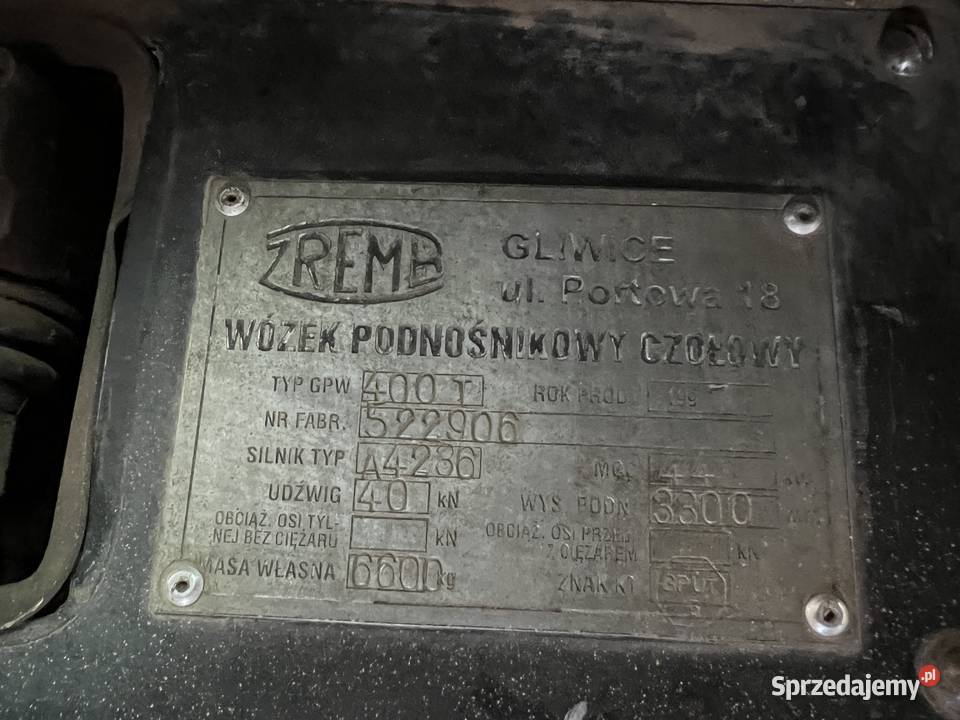 ZREMB GLIWICE
ul. Portowa 18
WÓZEK PODNOŚNIKOWY CZOŁOWY
TYP GPW 400 T ROK PROD. 199
NR FABR. 522906
SILNIK TYP A4236 MOC 44 kW
UDŹWIG 40 kN WYS. PODN. 3300
OBCIĄŻ. OSI TYL-
NEJ BEZ CIĘŻARU kN
OBCIĄŻ. OSI PRZED.
Z CIĘŻAREM kN
MASA WŁASNA 6600 kg ZNAK KT
Sprzedajemy.pl